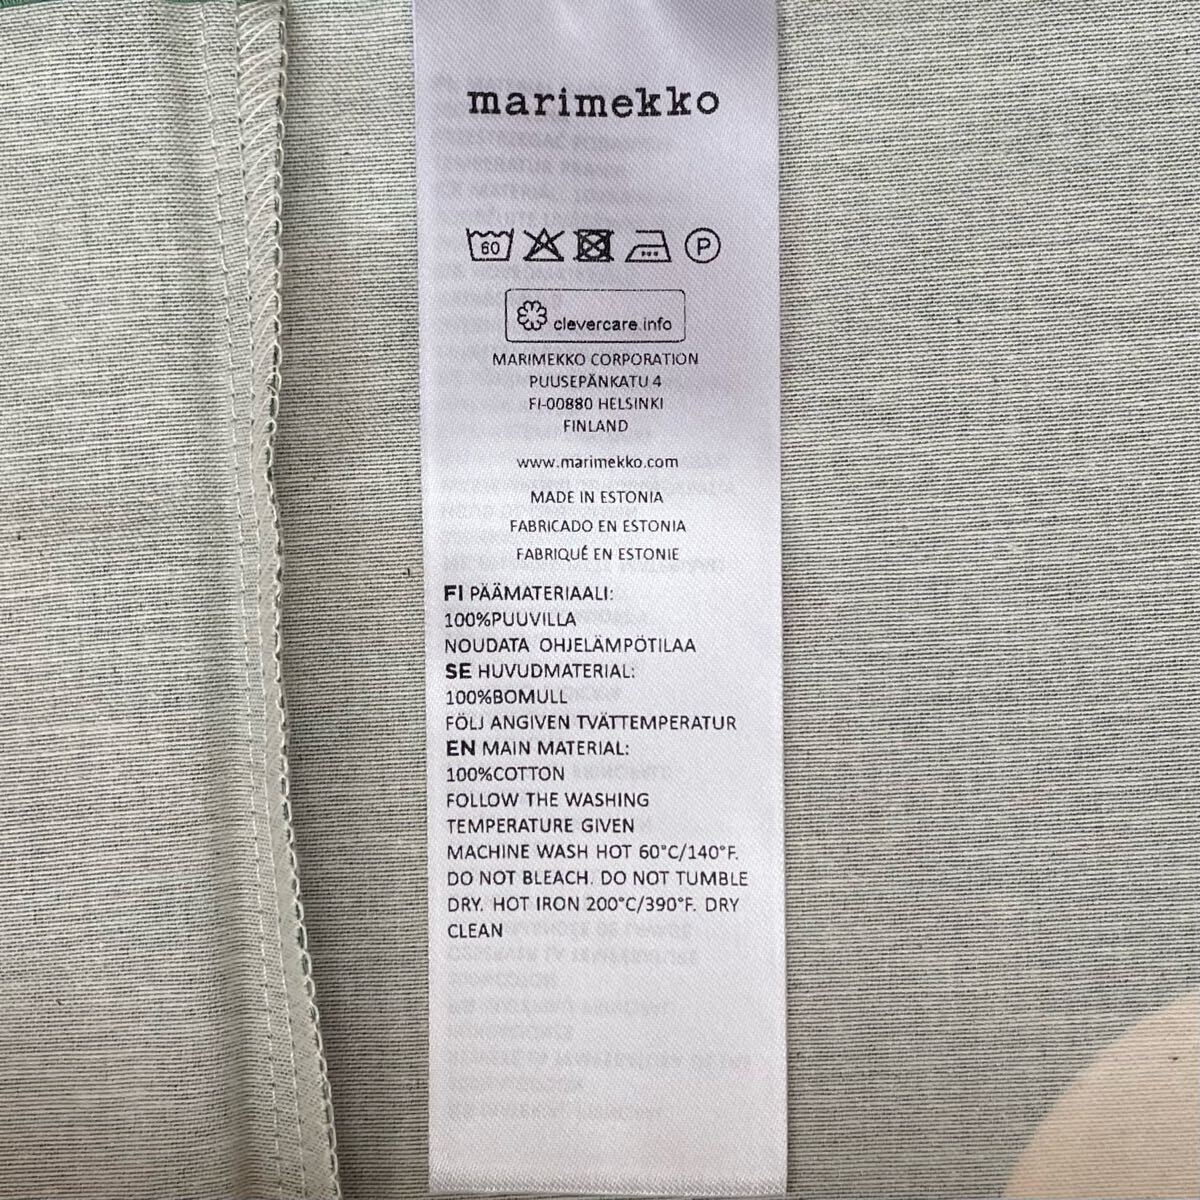 marimekko
60 P
clevercare.info
MARIMEKKO CORPORATION
PUUSEPÄNKATU 4
FI-00880 HELSINKI
FINLAND
www.marimekko.com
MADE IN ESTONIA
FABRICADO EN ESTONIA
FABRIQUÉ EN ESTONIE
FI PÄÄMATERIAALI:
100%PUUVILLA
NOUDATA OHJELÄMPÖTILAA
SE HUVUDMATERIAL:
100%BOMULL
FÖLJ ANGIVEN TVÄTTEMPERATUR
EN MAIN MATERIAL:
100%COTTON
FOLLOW THE WASHING
TEMPERATURE GIVEN
MACHINE WASH HOT 60°C/140°F.
DO NOT BLEACH. DO NOT TUMBLE
DRY. HOT IRON 200°C/390°F. DRY
CLEAN